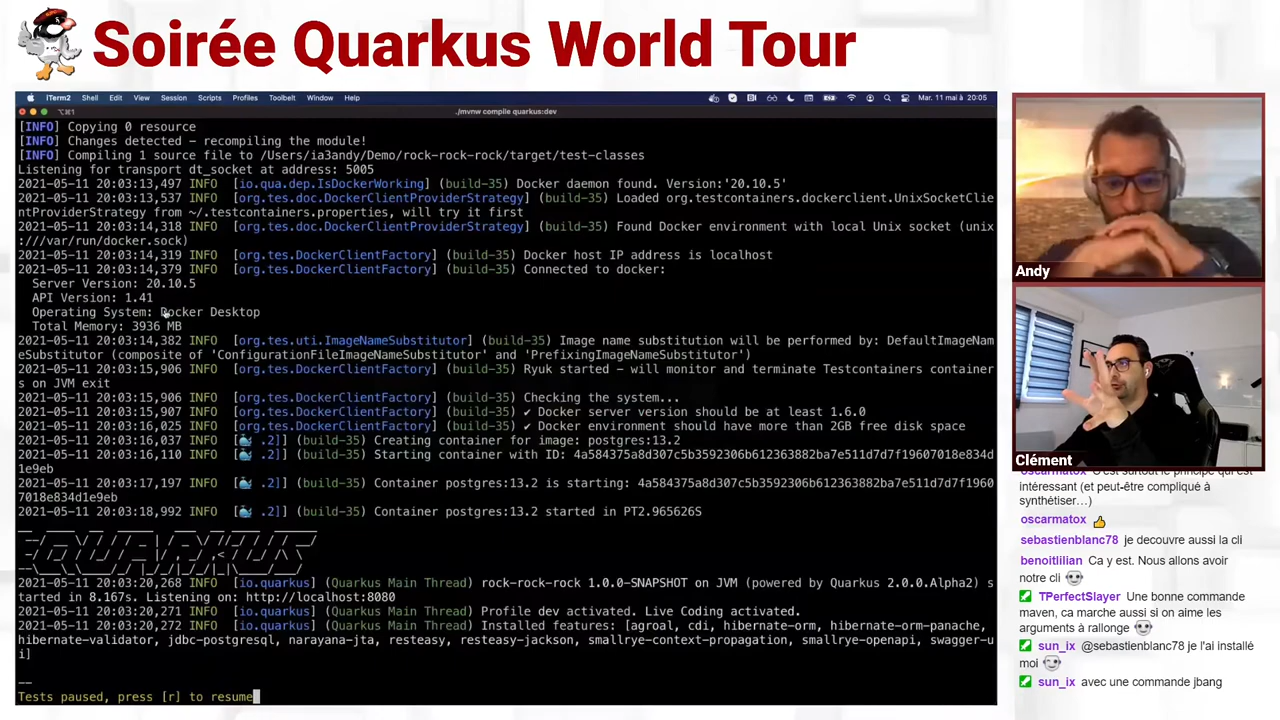 Soirée Quarkus World Tour
iTerm2 Shell Edit View Session Scripts Profiles Toolbelt Window Help
Mar. 11 mai à 20:05
⌥⌘1
./mvnw compile quarkus:dev
[INFO] Copying 0 resource
[INFO] Changes detected - recompiling the module!
[INFO] Compiling 1 source file to /Users/ia3andy/Demo/rock-rock-rock/target/test-classes
Listening for transport dt_socket at address: 5005
2021-05-11 20:03:13,497 INFO [io.qua.dep.IsDockerWorking] (build-35) Docker daemon found. Version:'20.10.5'
2021-05-11 20:03:13,537 INFO [org.tes.doc.DockerClientProviderStrategy] (build-35) Loaded org.testcontainers.dockerclient.UnixSocketClie
ntProviderStrategy from ~/.testcontainers.properties, will try it first
2021-05-11 20:03:14,318 INFO [org.tes.doc.DockerClientProviderStrategy] (build-35) Found Docker environment with local Unix socket (unix
:///var/run/docker.sock)
2021-05-11 20:03:14,319 INFO [org.tes.DockerClientFactory] (build-35) Docker host IP address is localhost
2021-05-11 20:03:14,379 INFO [org.tes.DockerClientFactory] (build-35) Connected to docker:
Server Version: 20.10.5
API Version: 1.41
Operating System: Docker Desktop
Total Memory: 3936 MB
2021-05-11 20:03:14,382 INFO [org.tes.uti.ImageNameSubstitutor] (build-35) Image name substitution will be performed by: DefaultImageNam
eSubstitutor (composite of 'ConfigurationFileImageNameSubstitutor' and 'PrefixingImageNameSubstitutor')
2021-05-11 20:03:15,906 INFO [org.tes.DockerClientFactory] (build-35) Ryuk started - will monitor and terminate Testcontainers container
s on JVM exit
2021-05-11 20:03:15,906 INFO [org.tes.DockerClientFactory] (build-35) Checking the system...
2021-05-11 20:03:15,907 INFO [org.tes.DockerClientFactory] (build-35) ✔ Docker server version should be at least 1.6.0
2021-05-11 20:03:16,025 INFO [org.tes.DockerClientFactory] (build-35) ✔ Docker environment should have more than 2GB free disk space
2021-05-11 20:03:16,037 INFO [🐳 .2]] (build-35) Creating container for image: postgres:13.2
2021-05-11 20:03:16,110 INFO [🐳 .2]] (build-35) Starting container with ID: 4a584375a8d307c5b3592306b612363882ba7e51d7d7f19607018e834d
1e9eb
2021-05-11 20:03:17,197 INFO [🐳 .2]] (build-35) Container postgres:13.2 is starting: 4a584375a8d307c5b3592306b612363882ba7e51d7d7f1960
7018e834d1e9eb
2021-05-11 20:03:18,992 INFO [🐳 .2]] (build-35) Container postgres:13.2 started in PT2.965626S
QUARKUS
2021-05-11 20:03:20,268 INFO [io.quarkus] (Quarkus Main Thread) rock-rock-rock 1.0.0-SNAPSHOT on JVM (powered by Quarkus 2.0.0.Alpha2) s
tarted in 8.167s. Listening on: http://localhost:8080
2021-05-11 20:03:20,271 INFO [io.quarkus] (Quarkus Main Thread) Profile dev activated. Live Coding activated.
2021-05-11 20:03:20,272 INFO [io.quarkus] (Quarkus Main Thread) Installed features: [agroal, cdi, hibernate-orm, hibernate-orm-panache,
hibernate-validator, jdbc-postgresql, narayana-jta, resteasy, resteasy-jackson, smallrye-context-propagation, smallrye-openapi, swagger-u
i]
--
Tests paused, press [r] to resume
Andy
Clément
oscarmatox C'est surtout le principe qui est
intéressant (et peut-être compliqué à
synthétiser…)
oscarmatox 👍
sebastienblanc78 je decouvre aussi la cli
benoitlilian Ca y est. Nous allons avoir
notre cli
TPerfectSlayer Une bonne commande
maven, ca marche aussi si on aime les
arguments à rallonge
sun_ix @sebastienblanc78 je l'ai installé
moi
sun_ix avec une commande jbang